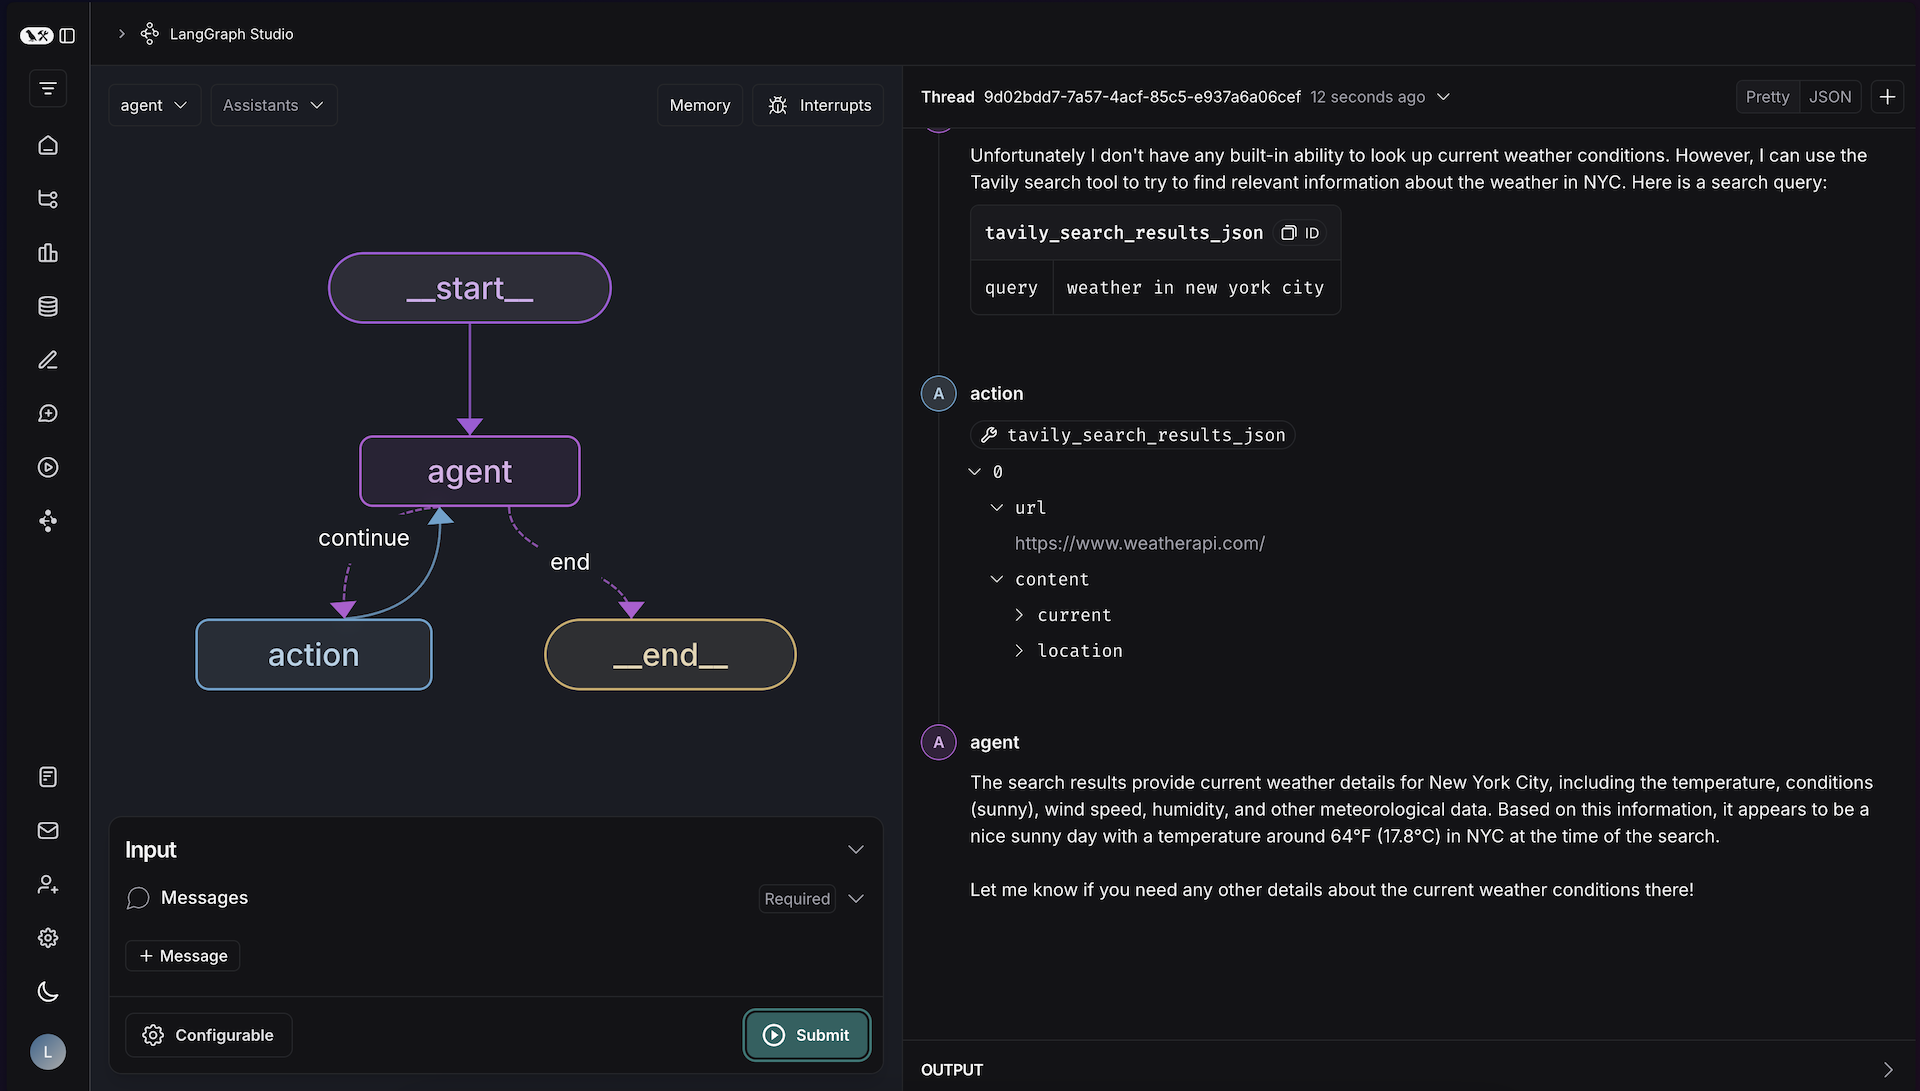 LangGraph Studio
agent
Assistants
Memory
Interrupts
__start__
agent
continue
end
action
__end__
Input
Messages
Required
+ Message
Configurable
Submit
L
Thread 9d02bdd7-7a57-4acf-85c5-e937a6a06cef 12 seconds ago
Pretty
JSON
Unfortunately I don't have any built-in ability to look up current weather conditions. However, I can use the
Tavily search tool to try to find relevant information about the weather in NYC. Here is a search query:
tavily_search_results_json ID
query weather in new york city
A action
tavily_search_results_json
0
url
https://www.weatherapi.com/
content
current
location
A agent
The search results provide current weather details for New York City, including the temperature, conditions
(sunny), wind speed, humidity, and other meteorological data. Based on this information, it appears to be a
nice sunny day with a temperature around 64°F (17.8°C) in NYC at the time of the search.
Let me know if you need any other details about the current weather conditions there!
OUTPUT